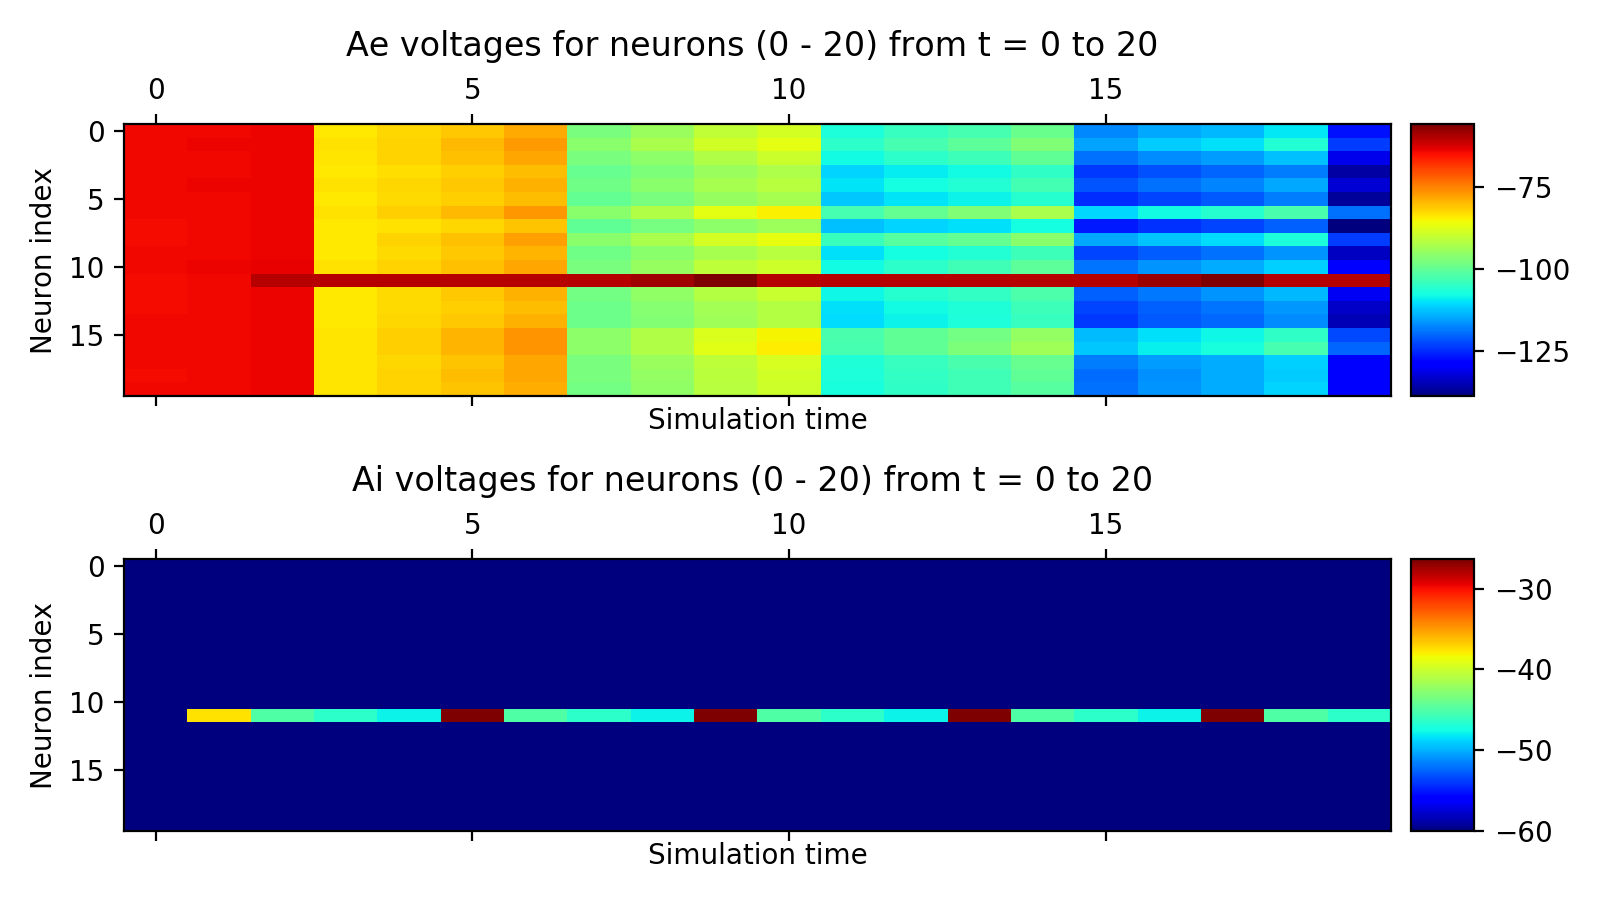 Ae voltages for neurons (0 - 20) from t = 0 to 20
0 5 10 15
Neuron index
0
5
10
15
Simulation time
−75
−100
−125
Ai voltages for neurons (0 - 20) from t = 0 to 20
0 5 10 15
Neuron index
0
5
10
15
Simulation time
−30
−40
−50
−60